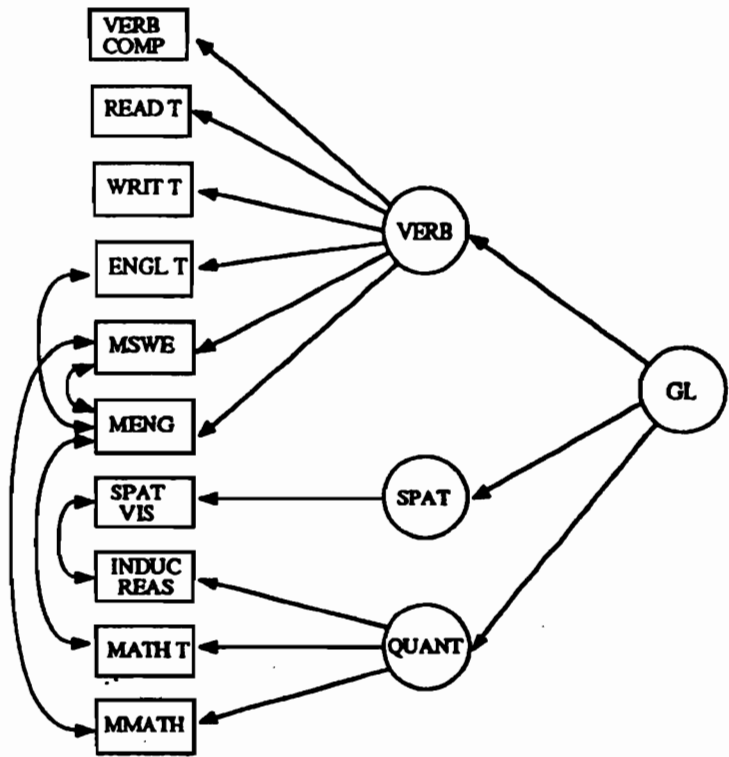 VERB
COMP
READ T
WRIT T
VERB
ENGL T
MSWE
GL
MENG
SPAT
VIS
SPAT
INDUC
REAS
MATH T
QUANT
MMATH